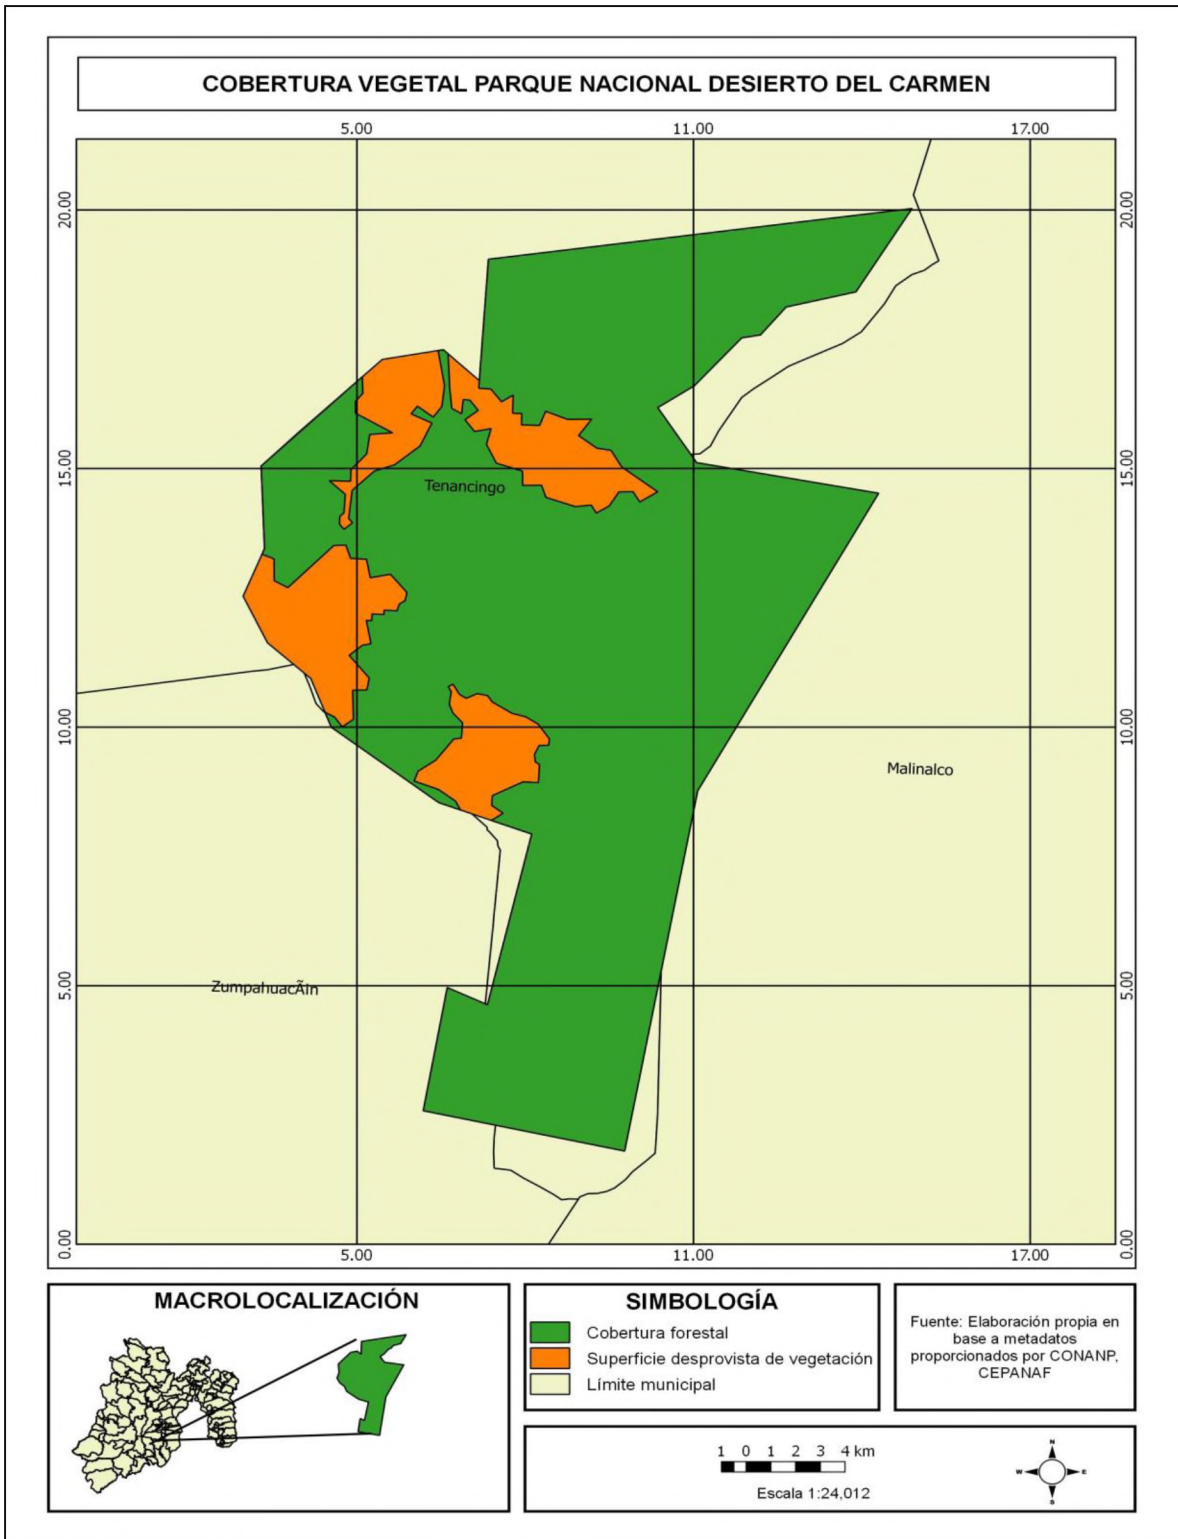 COBERTURA VEGETAL PARQUE NACIONAL DESIERTO DEL CARMEN
5.00 11.00 17.00
20.00 20.00
15.00 15.00
Tenancingo
10.00 10.00
Malinalco
5.00 5.00
ZumpahuacÃ¡n
0.00 0.00
5.00 11.00 17.00
MACROLOCALIZACIÓN
SIMBOLOGÍA
Cobertura forestal
Superficie desprovista de vegetación
Límite municipal
Fuente: Elaboración propia en
base a metadatos
proporcionados por CONANP,
CEPANAF
1 0 1 2 3 4 km
Escala 1:24,012
N
W E
S